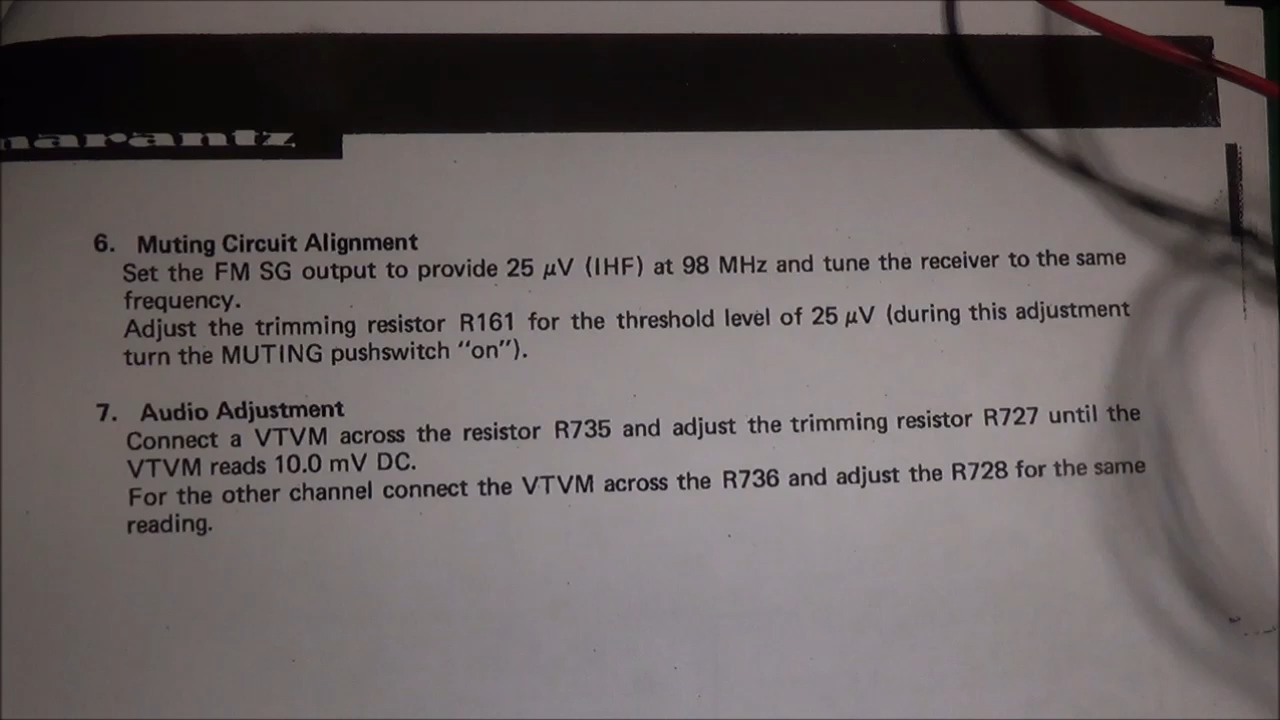 marantz
6. Muting Circuit Alignment
Set the FM SG output to provide 25 μV (IHF) at 98 MHz and tune the receiver to the same
frequency.
Adjust the trimming resistor R161 for the threshold level of 25 μV (during this adjustment
turn the MUTING pushswitch “on”).
7. Audio Adjustment
Connect a VTVM across the resistor R735 and adjust the trimming resistor R727 until the
VTVM reads 10.0 mV DC.
For the other channel connect the VTVM across the R736 and adjust the R728 for the same
reading.